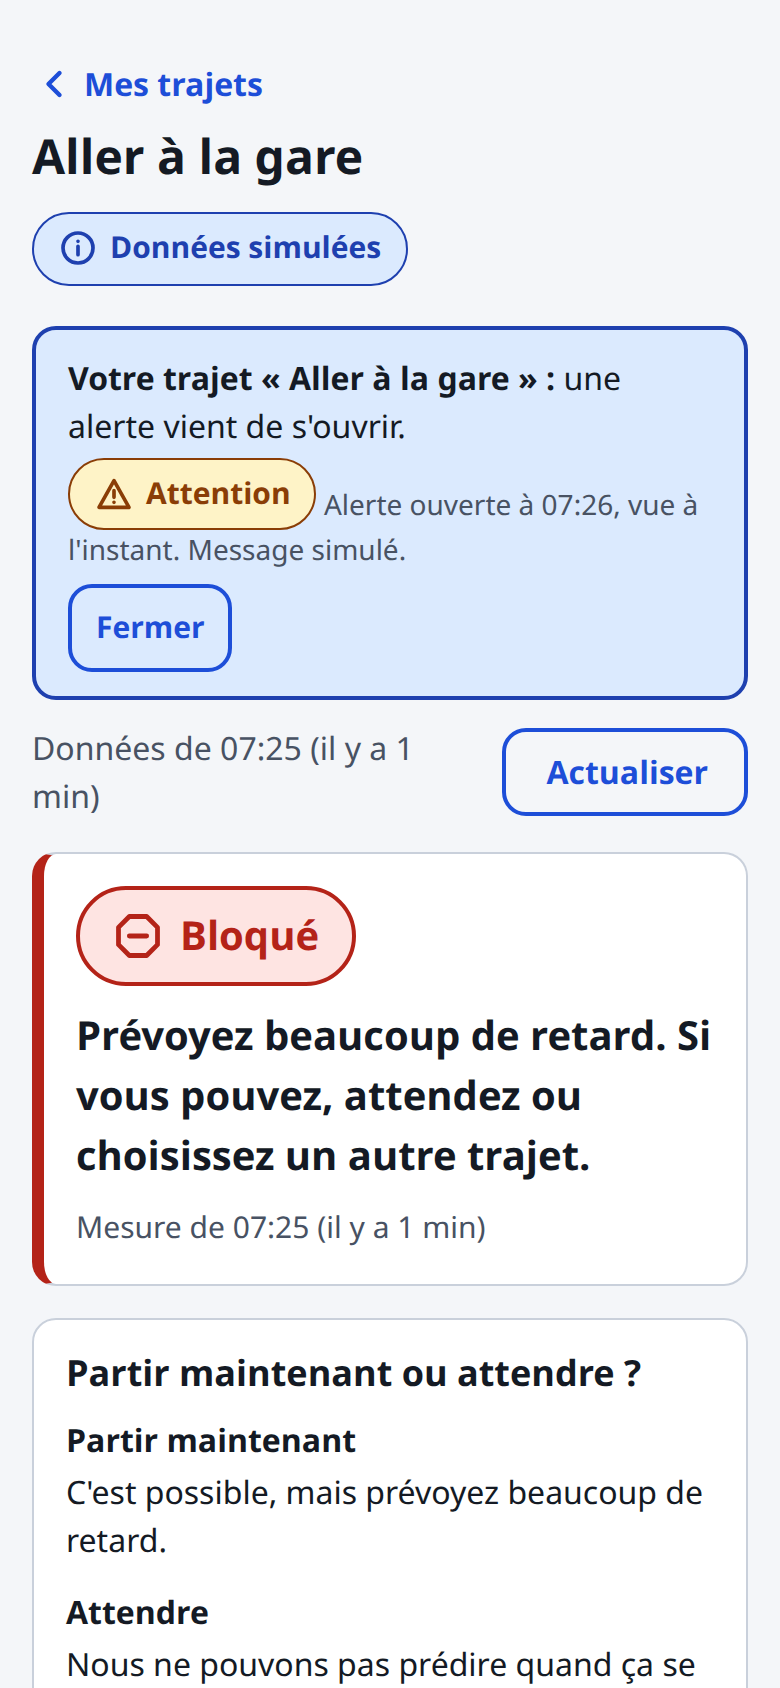 Mes trajets
Aller à la gare
Données simulées
Votre trajet « Aller à la gare » : une
alerte vient de s'ouvrir.
Attention Alerte ouverte à 07:26, vue à
l'instant. Message simulé.
Fermer
Données de 07:25 (il y a 1
min)
Actualiser
Bloqué
Prévoyez beaucoup de retard. Si
vous pouvez, attendez ou
choisissez un autre trajet.
Mesure de 07:25 (il y a 1 min)
Partir maintenant ou attendre ?
Partir maintenant
C'est possible, mais prévoyez beaucoup de
retard.
Attendre
Nous ne pouvons pas prédire quand ça se